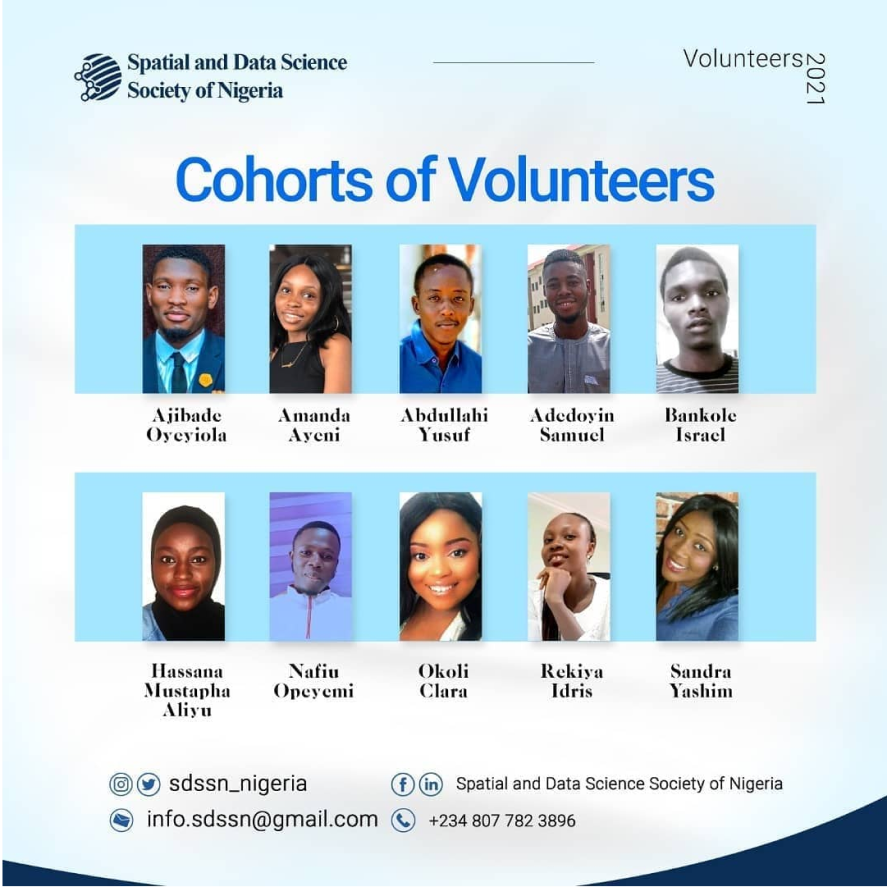 Spatial and Data Science
Society of Nigeria
Volunteers
2021
Cohorts of Volunteers
Ajibade
Oyeyiola
Amanda
Ayeni
Abdullahi
Yusuf
Adedoyin
Samuel
Bankole
Israel
Hassana
Mustapha
Aliyu
Nafiu
Opeyemi
Okoli
Clara
Rekiya
Idris
Sandra
Yashim
sdssn_nigeria
Spatial and Data Science Society of Nigeria
info.sdssn@gmail.com
+234 807 782 3896